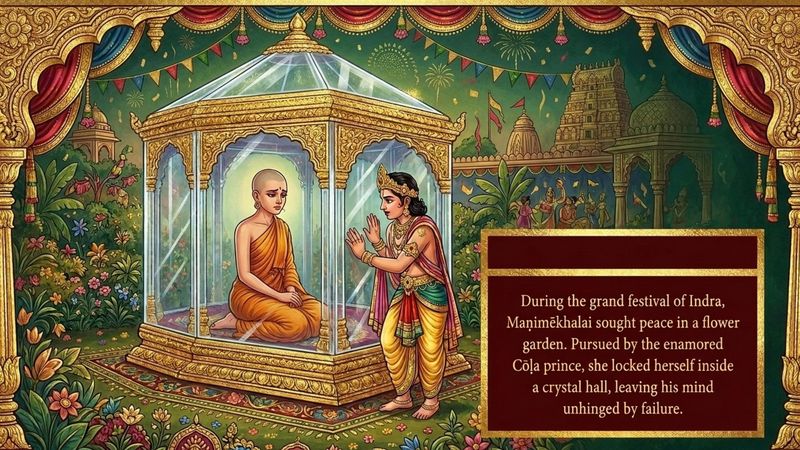 During the grand festival of Indra,
Maṇimēkhalai sought peace in a flower
garden. Pursued by the enamored
Cōḷa prince, she locked herself inside
a crystal hall, leaving his mind
unhinged by failure.